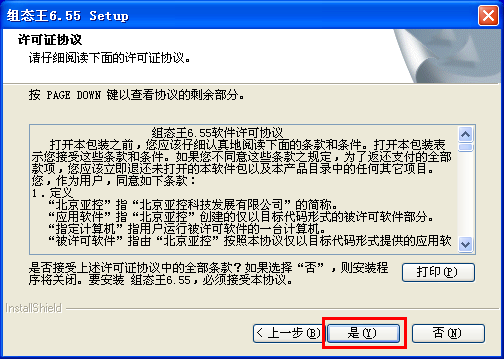 组态王6.55 Setup
许可证协议
请仔细阅读下面的许可证协议。
按 PAGE DOWN 键以查看协议的剩余部分。
组态王6.55软件许可协议
打开本包装之前，您应该仔细认真地阅读下面的条款和条件。打开本包装表
示您接受这些条款和条件。如果您不同意这些条款之规定，为了返还付的全部
款项，您应该立即退还未打开的本软件包以及本产品目录中的任何其它项目。
您，作为用户，同意如下条款：
1．定义
“北京亚控”指“北京亚控科技发展有限公司”的简称。
“应用软件”指“北京亚控”创建的仅以目标代码形式的被许可软件部分。
“指定计算机”指用户运行被许可软件的一台计算机。
“被许可软件”指由“北京亚控”按照本协议仅以目标代码形式提供的应用软
是否接受上述许可证协议中的全部条款？如果选择“否”，则安装程
序将关闭。要安装 组态王6.55，必须接受本协议。
打印(P)
InstallShield
< 上一步(B)
是(Y)
否(N)